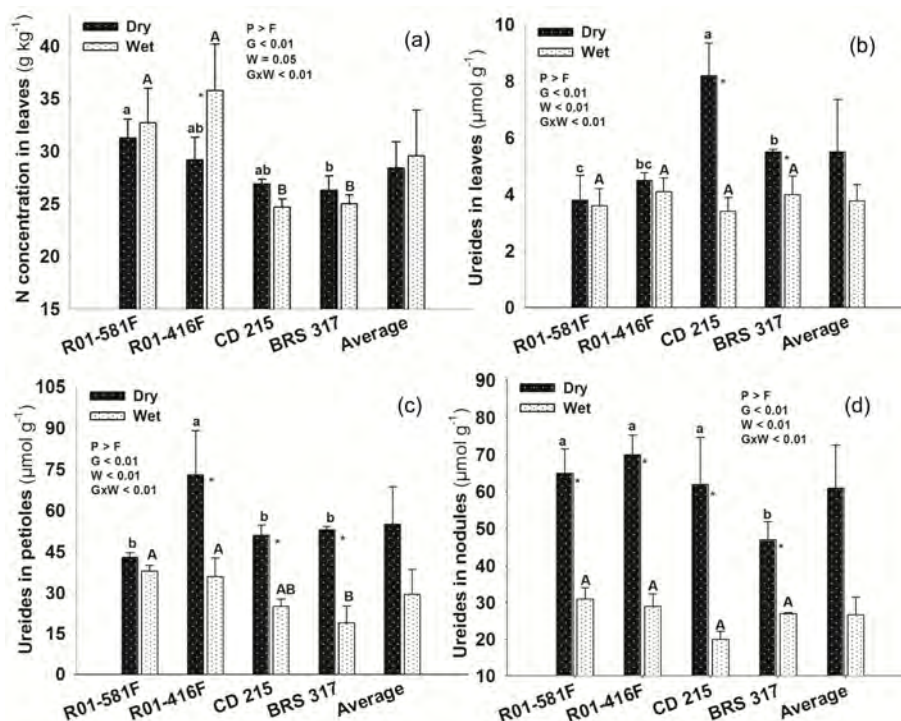 Dry
Wet
P > F
G < 0.01
W = 0.05
GxW < 0.01
(a)
N concentration in leaves (g kg-1)
40
35
30
25
20
15
a
A
ab
*
A
ab
B
b
B
R01-581F
R01-416F
CD 215
BRS 317
Average
Dry
Wet
P > F
G < 0.01
W < 0.01
GxW < 0.01
(b)
Ureides in leaves (µmol g-1)
10
8
6
4
2
0
c
A
bc
A
a
*
A
b
*
A
R01-581F
R01-416F
CD 215
BRS 317
Average
Dry
Wet
P > F
G < 0.01
W < 0.01
GxW < 0.01
(c)
Ureides in petioles (µmol g-1)
105
90
75
60
45
30
15
0
b
A
a
*
A
b
*
AB
b
*
B
R01-581F
R01-416F
CD 215
BRS 317
Average
Dry
Wet
P > F
G < 0.01
W < 0.01
GxW < 0.01
(d)
Ureides in nodules (µmol g-1)
90
80
70
60
50
40
30
20
10
a
*
A
a
*
A
a
*
A
b
*
A
R01-581F
R01-416F
CD 215
BRS 317
Average